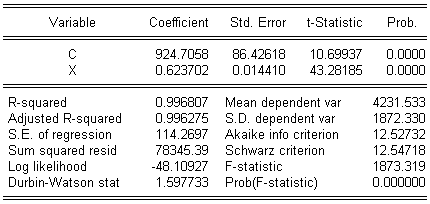 Variable Coefficient Std. Error t-Statistic Prob.
C 924.7058 86.42618 10.69937 0.0000
X 0.623702 0.014410 43.28185 0.0000
R-squared 0.996807 Mean dependent var 4231.533
Adjusted R-squared 0.996275 S.D. dependent var 1872.330
S.E. of regression 114.2697 Akaike info criterion 12.52732
Sum squared resid 78345.39 Schwarz criterion 12.54718
Log likelihood -48.10927 F-statistic 1873.319
Durbin-Watson stat 1.597733 Prob(F-statistic) 0.000000